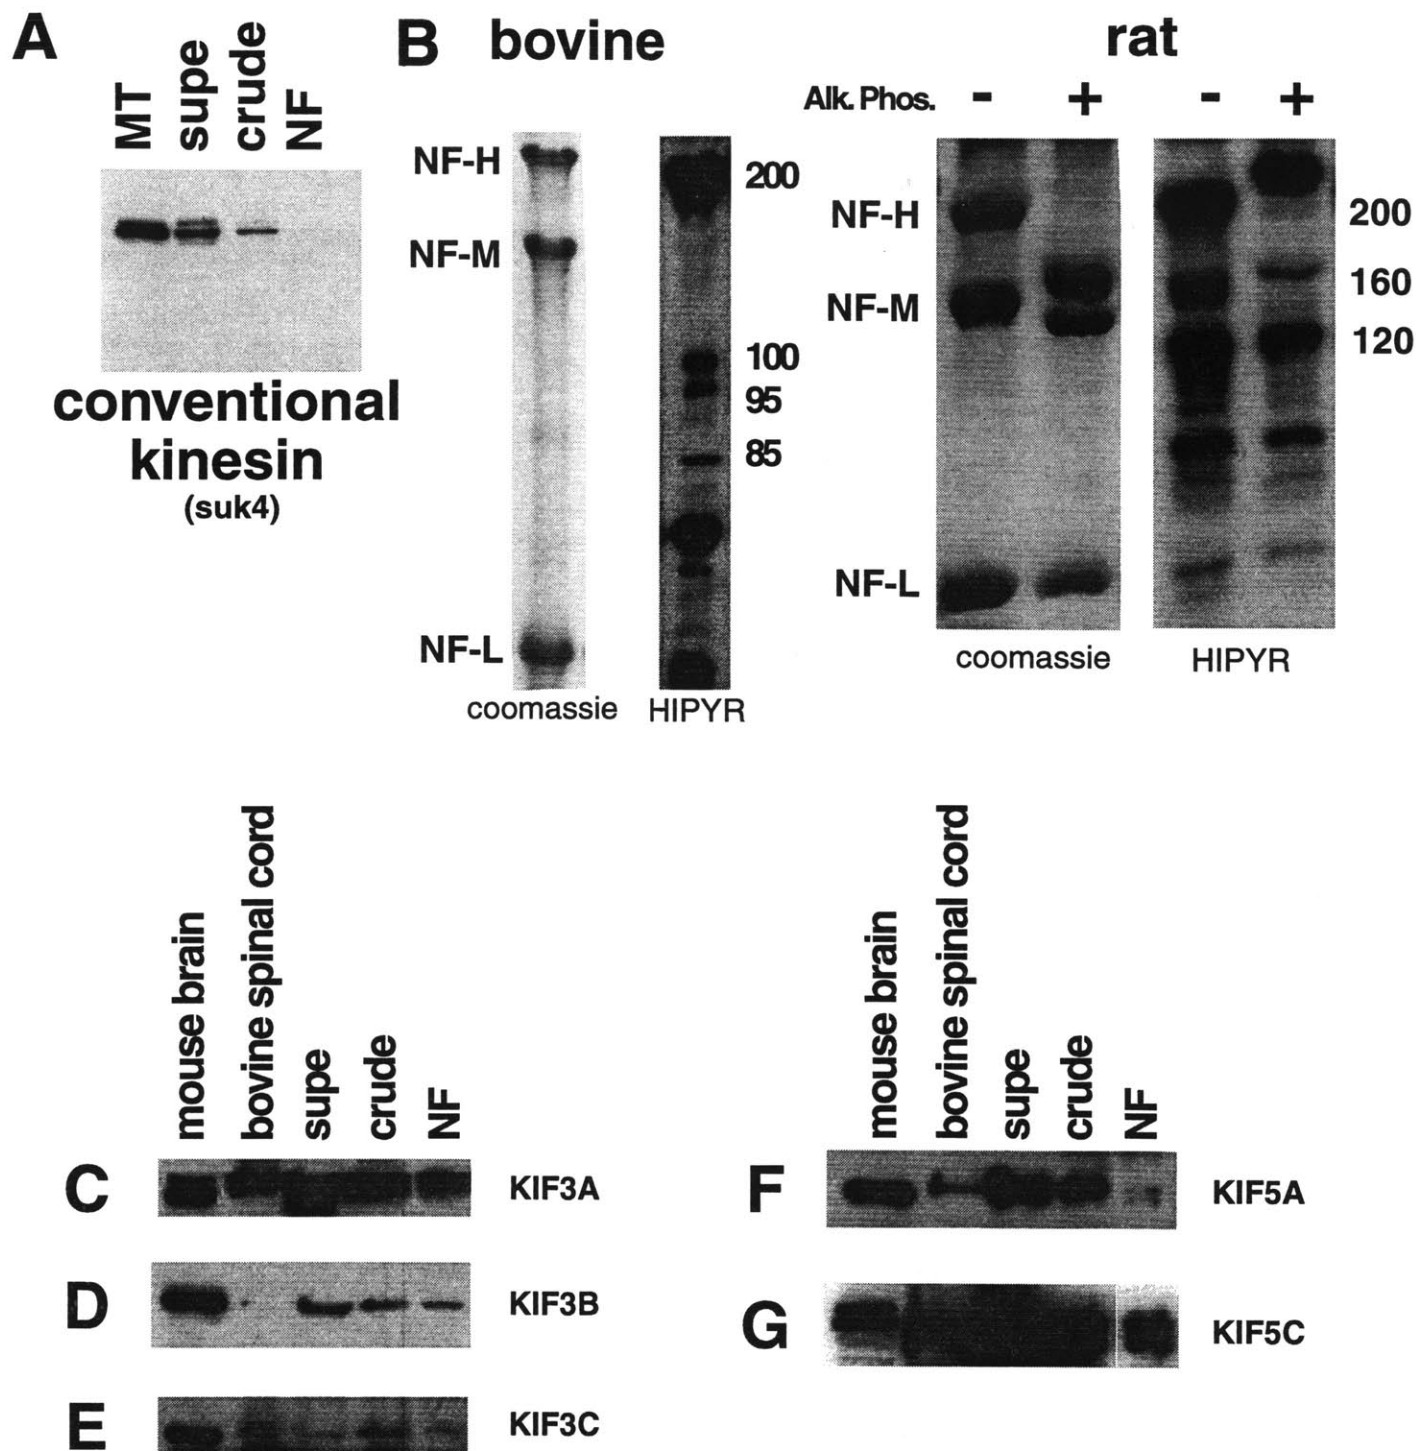 A
MT
supe
crude
NF
conventional
kinesin
(suk4)
B
bovine
NF-H
NF-M
NF-L
200
100
95
85
coomassie
HIPYR
rat
Alk. Phos. - + - +
NF-H
NF-M
NF-L
200
160
120
coomassie
HIPYR
mouse brain
bovine spinal cord
supe
crude
NF
C
KIF3A
D
KIF3B
E
KIF3C
mouse brain
bovine spinal cord
supe
crude
NF
F
KIF5A
G
KIF5C